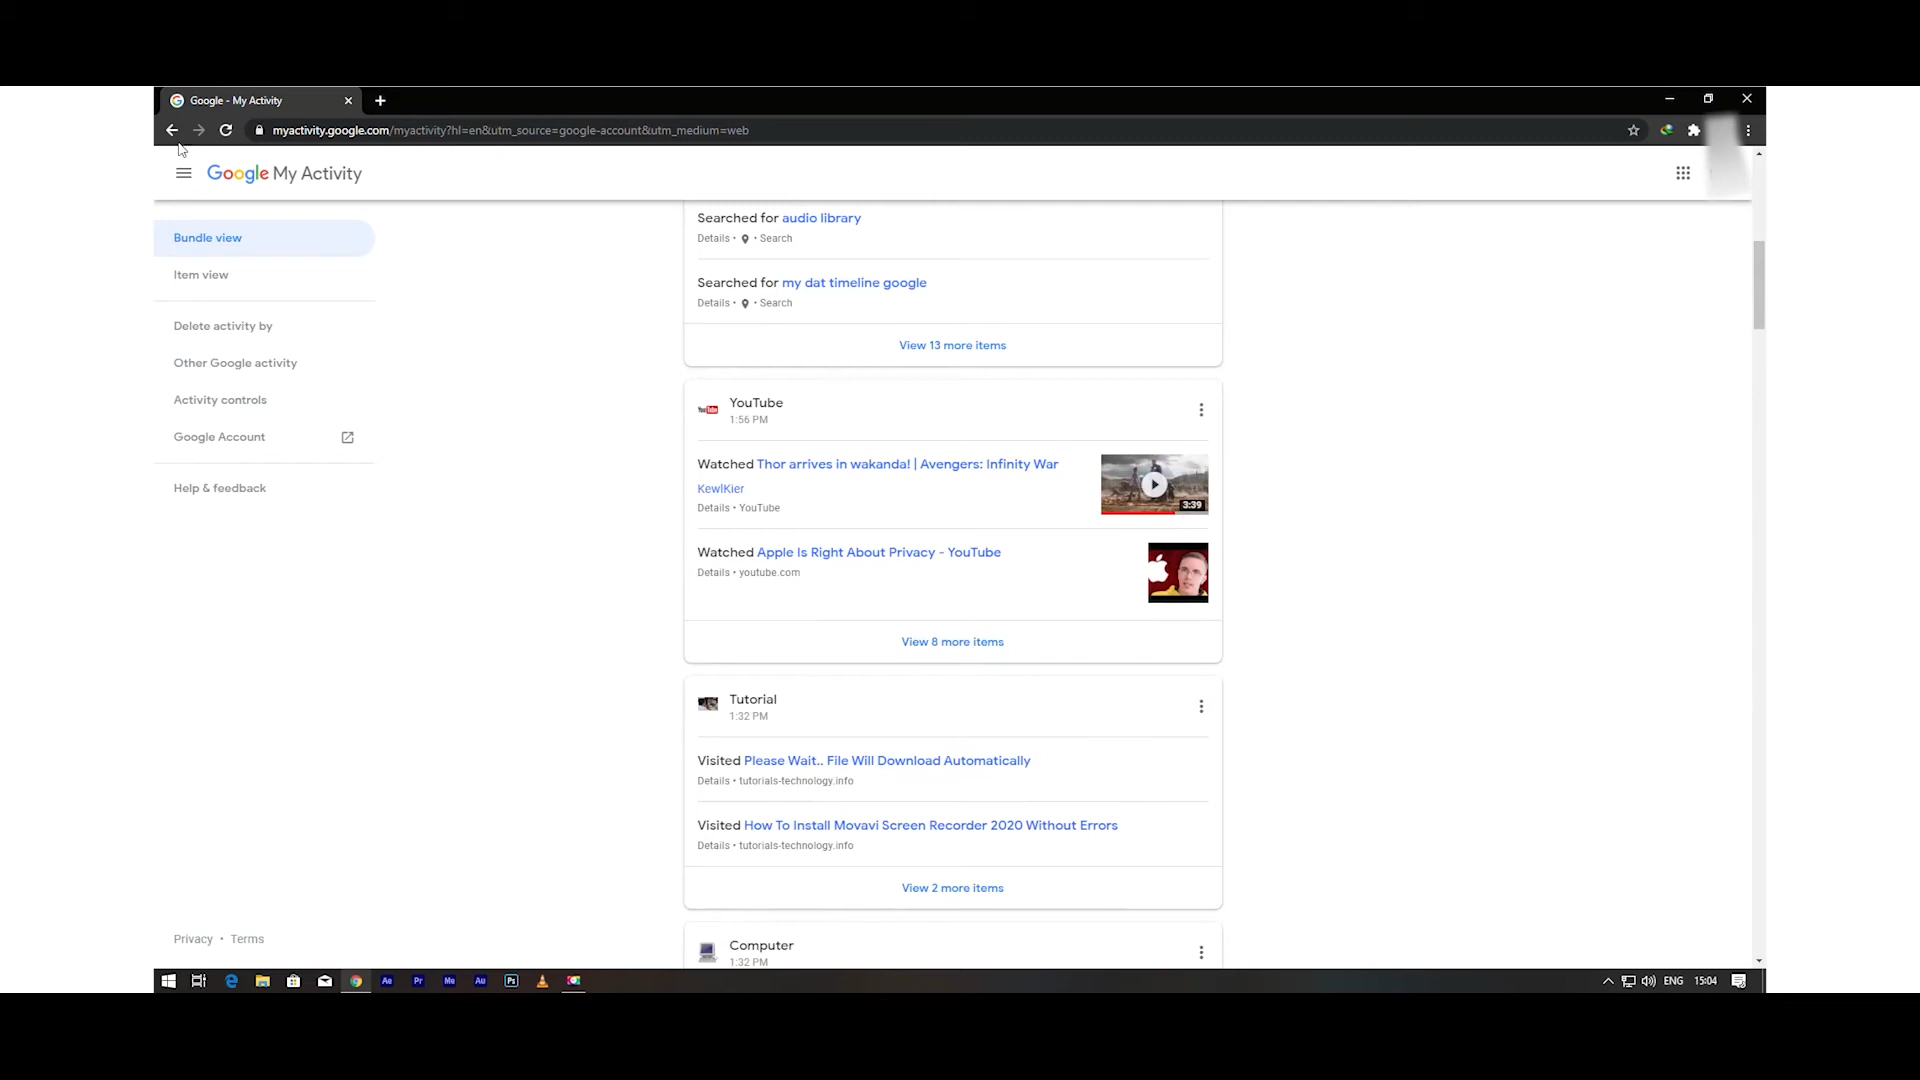 Google - My Activity
myactivity.google.com/myactivity?hl=en&utm_source=google-account&utm_medium=web
Google My Activity
Bundle view
Item view
Delete activity by
Other Google activity
Activity controls
Google Account
Help & feedback
Privacy • Terms
Searched for audio library
Details • • Search
Searched for my dat timeline google
Details • • Search
View 13 more items
YouTube
1:56 PM
Watched Thor arrives in wakanda! | Avengers: Infinity War
KewlKier
Details • YouTube
3:39
Watched Apple Is Right About Privacy - YouTube
Details • youtube.com
View 8 more items
Tutorial
1:32 PM
Visited Please Wait.. File Will Download Automatically
Details • tutorials-technology.info
Visited How To Install Movavi Screen Recorder 2020 Without Errors
Details • tutorials-technology.info
View 2 more items
Computer
1:32 PM
Ae Pr Me Au Ps ENG 15:04